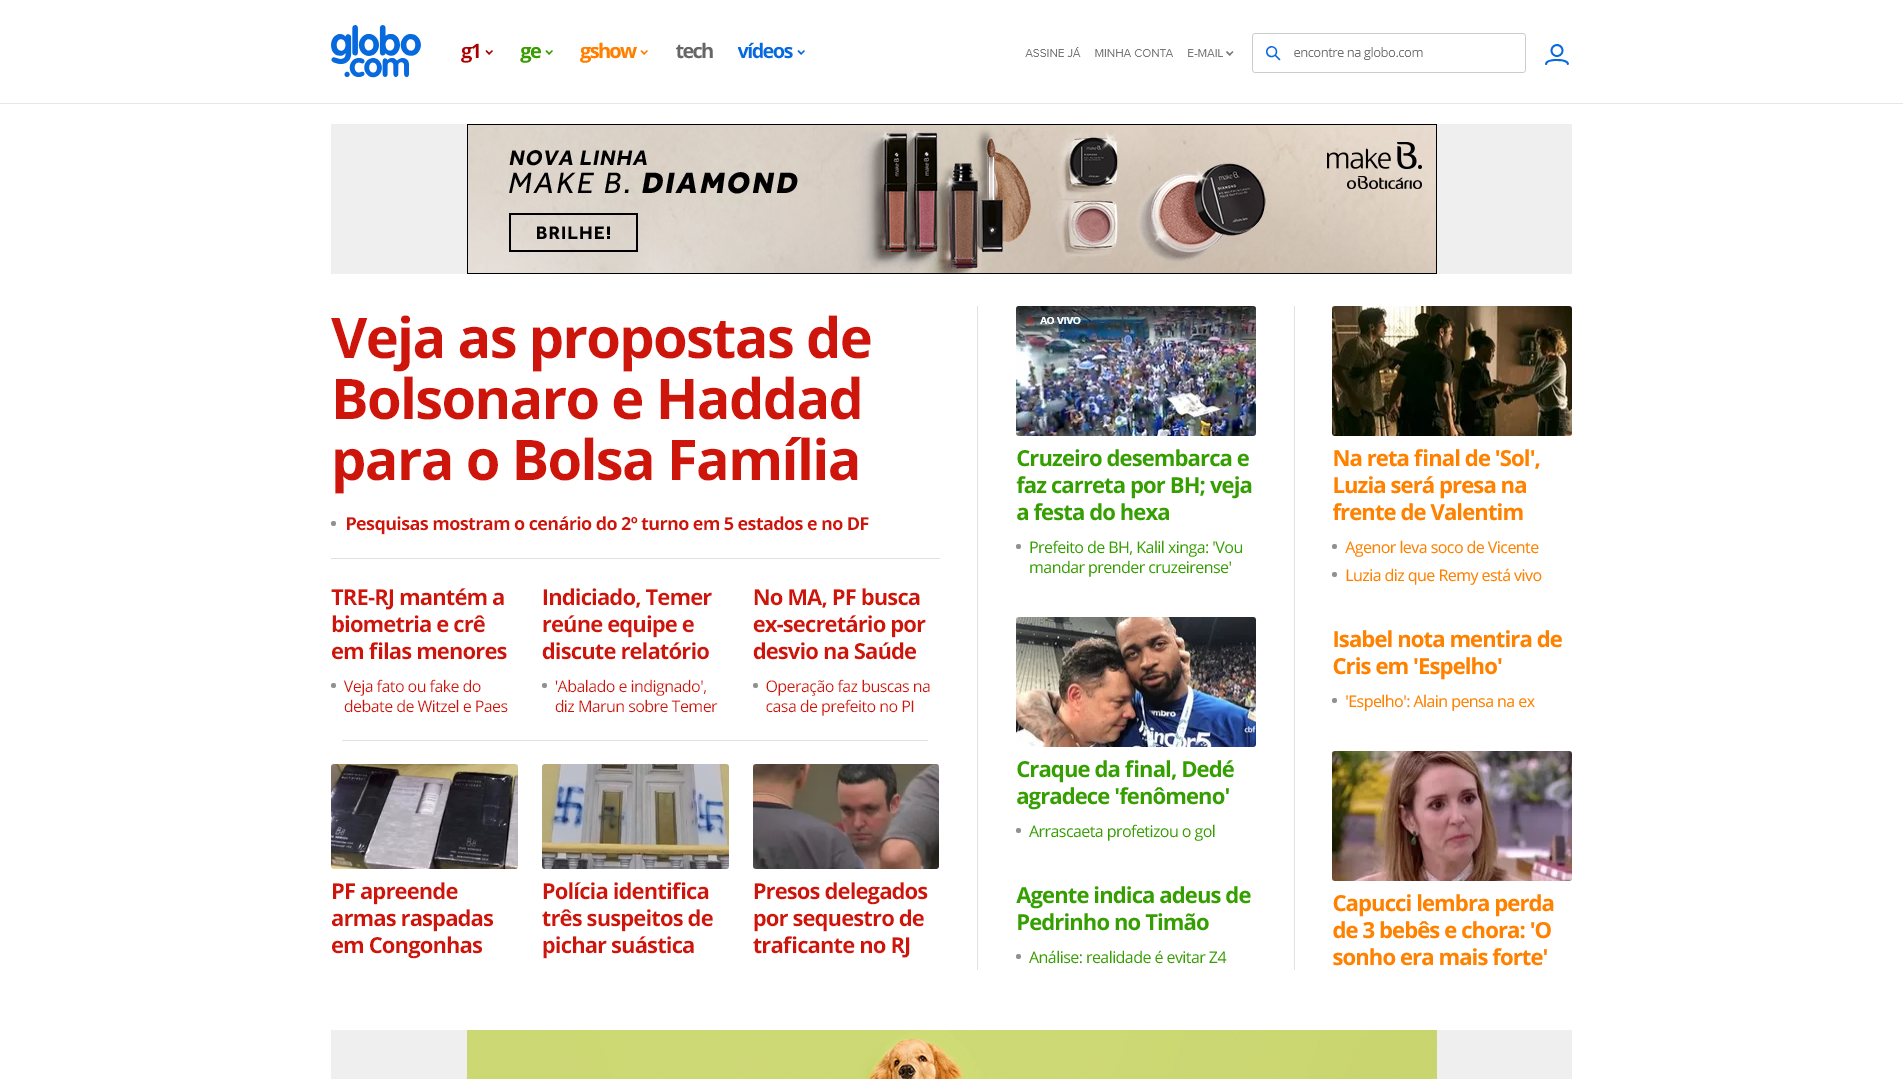 globo
.com
g1
ge
gshow
tech
vídeos
ASSINE JÁ
MINHA CONTA
E-MAIL
encontre na globo.com
NOVA LINHA
MAKE B. DIAMOND
BRILHE!
make B.
oBoticário
Veja as propostas de
Bolsonaro e Haddad
para o Bolsa Família
Pesquisas mostram o cenário do 2º turno em 5 estados e no DF
TRE-RJ mantém a
biometria e crê
em filas menores
Veja fato ou fake do
debate de Witzel e Paes
Indiciado, Temer
reúne equipe e
discute relatório
'Abalado e indignado',
diz Marun sobre Temer
No MA, PF busca
ex-secretário por
desvio na Saúde
Operação faz buscas na
casa de prefeito no PI
PF apreende
armas raspadas
em Congonhas
Polícia identifica
três suspeitos de
pichar suástica
Presos delegados
por sequestro de
traficante no RJ
AO VIVO
Cruzeiro desembarca e
faz carreta por BH; veja
a festa do hexa
Prefeito de BH, Kalil xinga: 'Vou
mandar prender cruzeirense'
Craque da final, Dedé
agradece 'fenômeno'
Arrascaeta profetizou o gol
Agente indica adeus de
Pedrinho no Timão
Análise: realidade é evitar Z4
Na reta final de 'Sol',
Luzia será presa na
frente de Valentim
Agenor leva soco de Vicente
Luzia diz que Remy está vivo
Isabel nota mentira de
Cris em 'Espelho'
'Espelho': Alain pensa na ex
Capucci lembra perda
de 3 bebês e chora: 'O
sonho era mais forte'